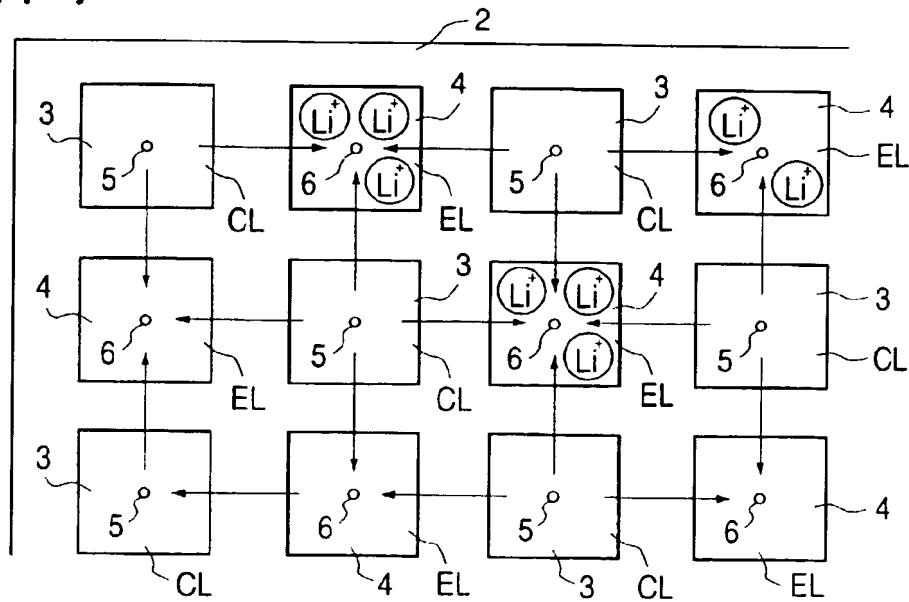 2
3 4 3 4
Li+ Li+ Li+
5 6 Li+ 5 6 Li+ EL
CL EL CL EL
4 3 Li+ Li+ 4 3
6 5 6 Li+ 5 CL
EL CL EL
3
5 6 5 6 4
CL 4 EL 3 CL EL